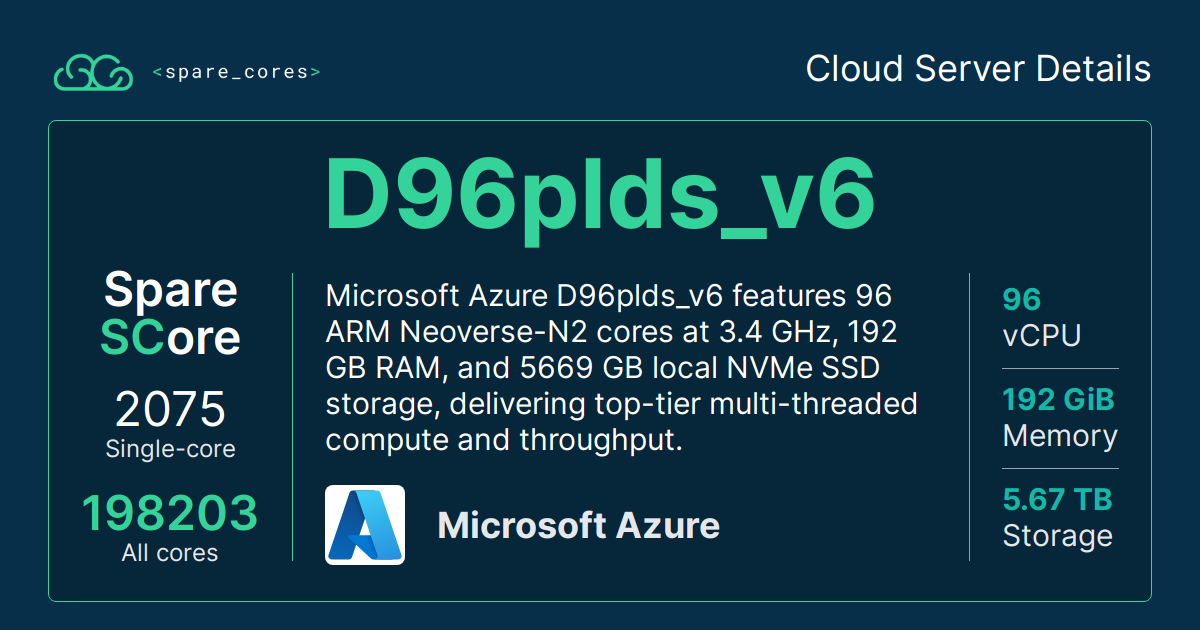 <spare_cores>
Cloud Server Details
D96plds_v6
Spare
SCore
2075
Single-core
198203
All cores
Microsoft Azure D96plds_v6 features 96
ARM Neoverse-N2 cores at 3.4 GHz, 192
GB RAM, and 5669 GB local NVMe SSD
storage, delivering top-tier multi-threaded
compute and throughput.
Microsoft Azure
96
vCPU
192 GiB
Memory
5.67 TB
Storage